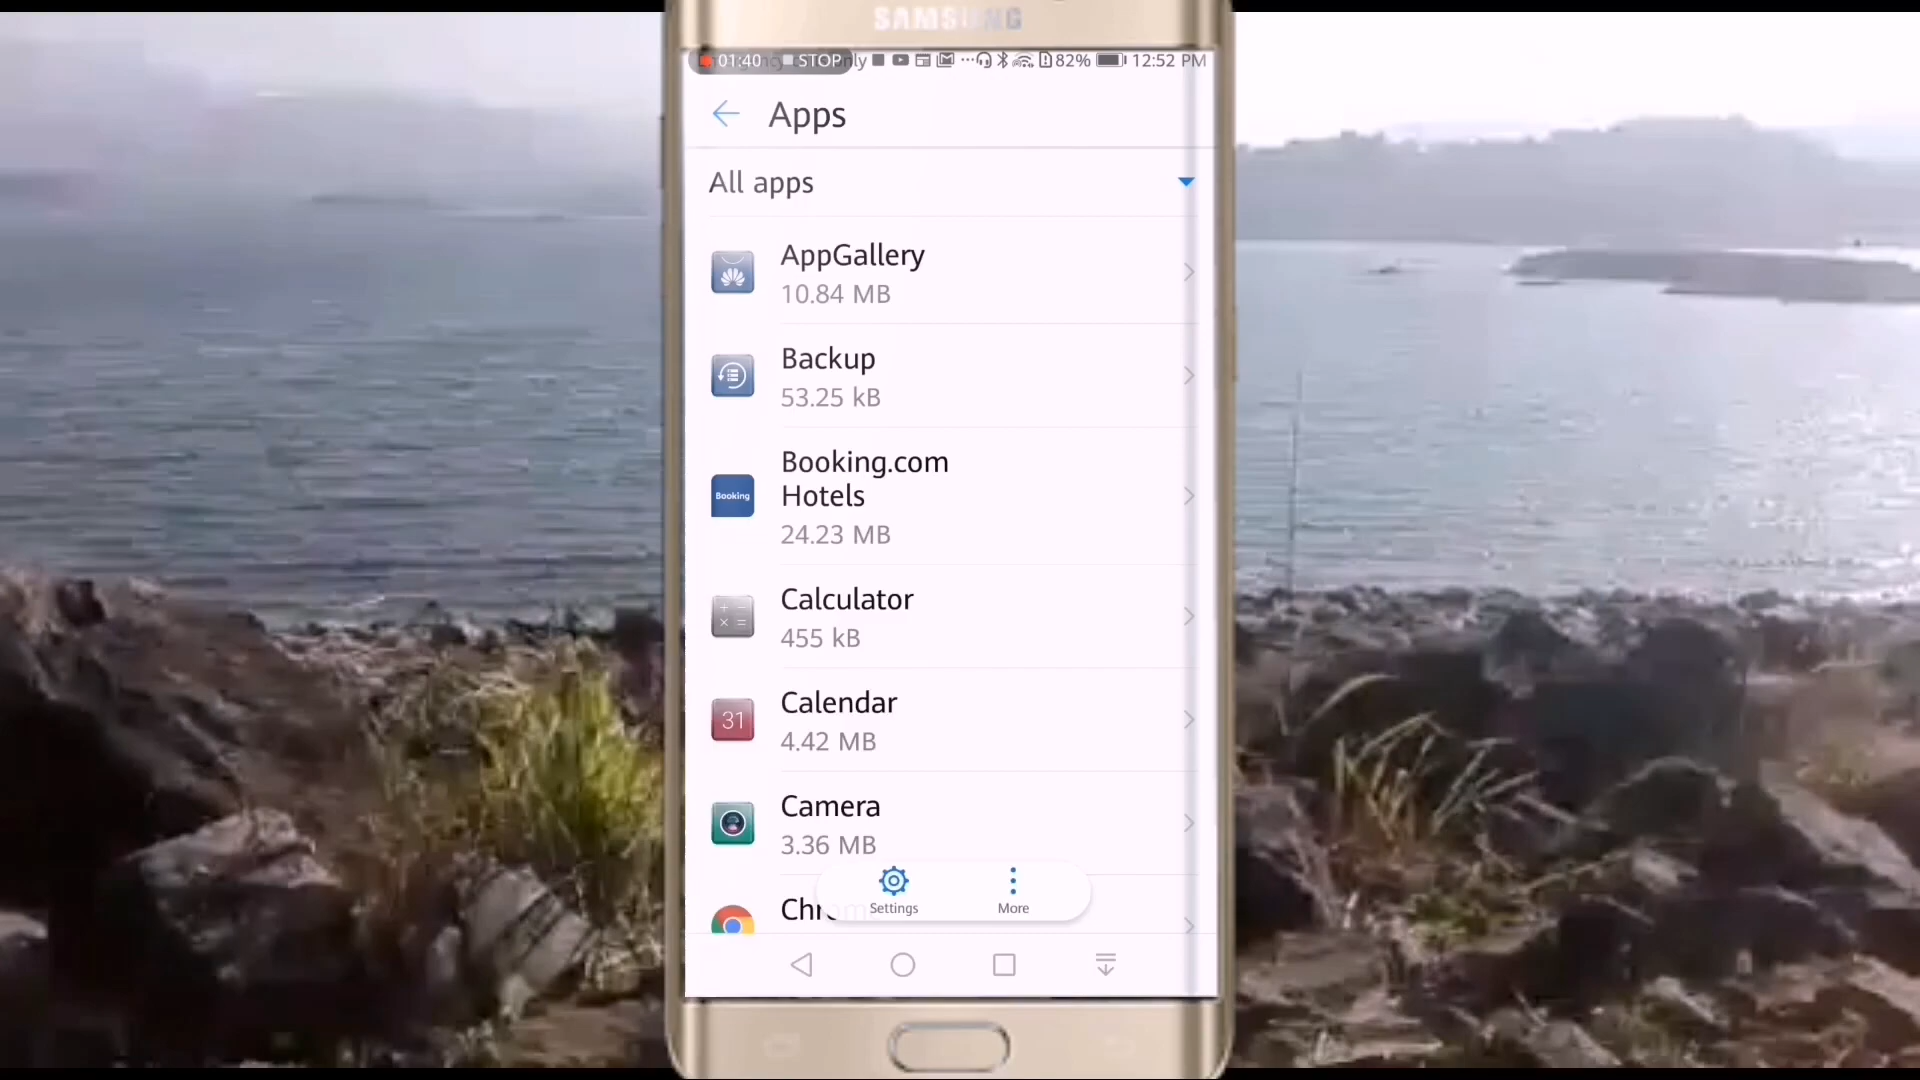 SAMSUNG
01:40 STOP ly 82% 12:52 PM
Apps
All apps
AppGallery
10.84 MB
Backup
53.25 kB
Booking.com
Hotels
24.23 MB
Booking
Calculator
455 kB
Calendar
4.42 MB
31
Camera
3.36 MB
Chrome
Settings
More